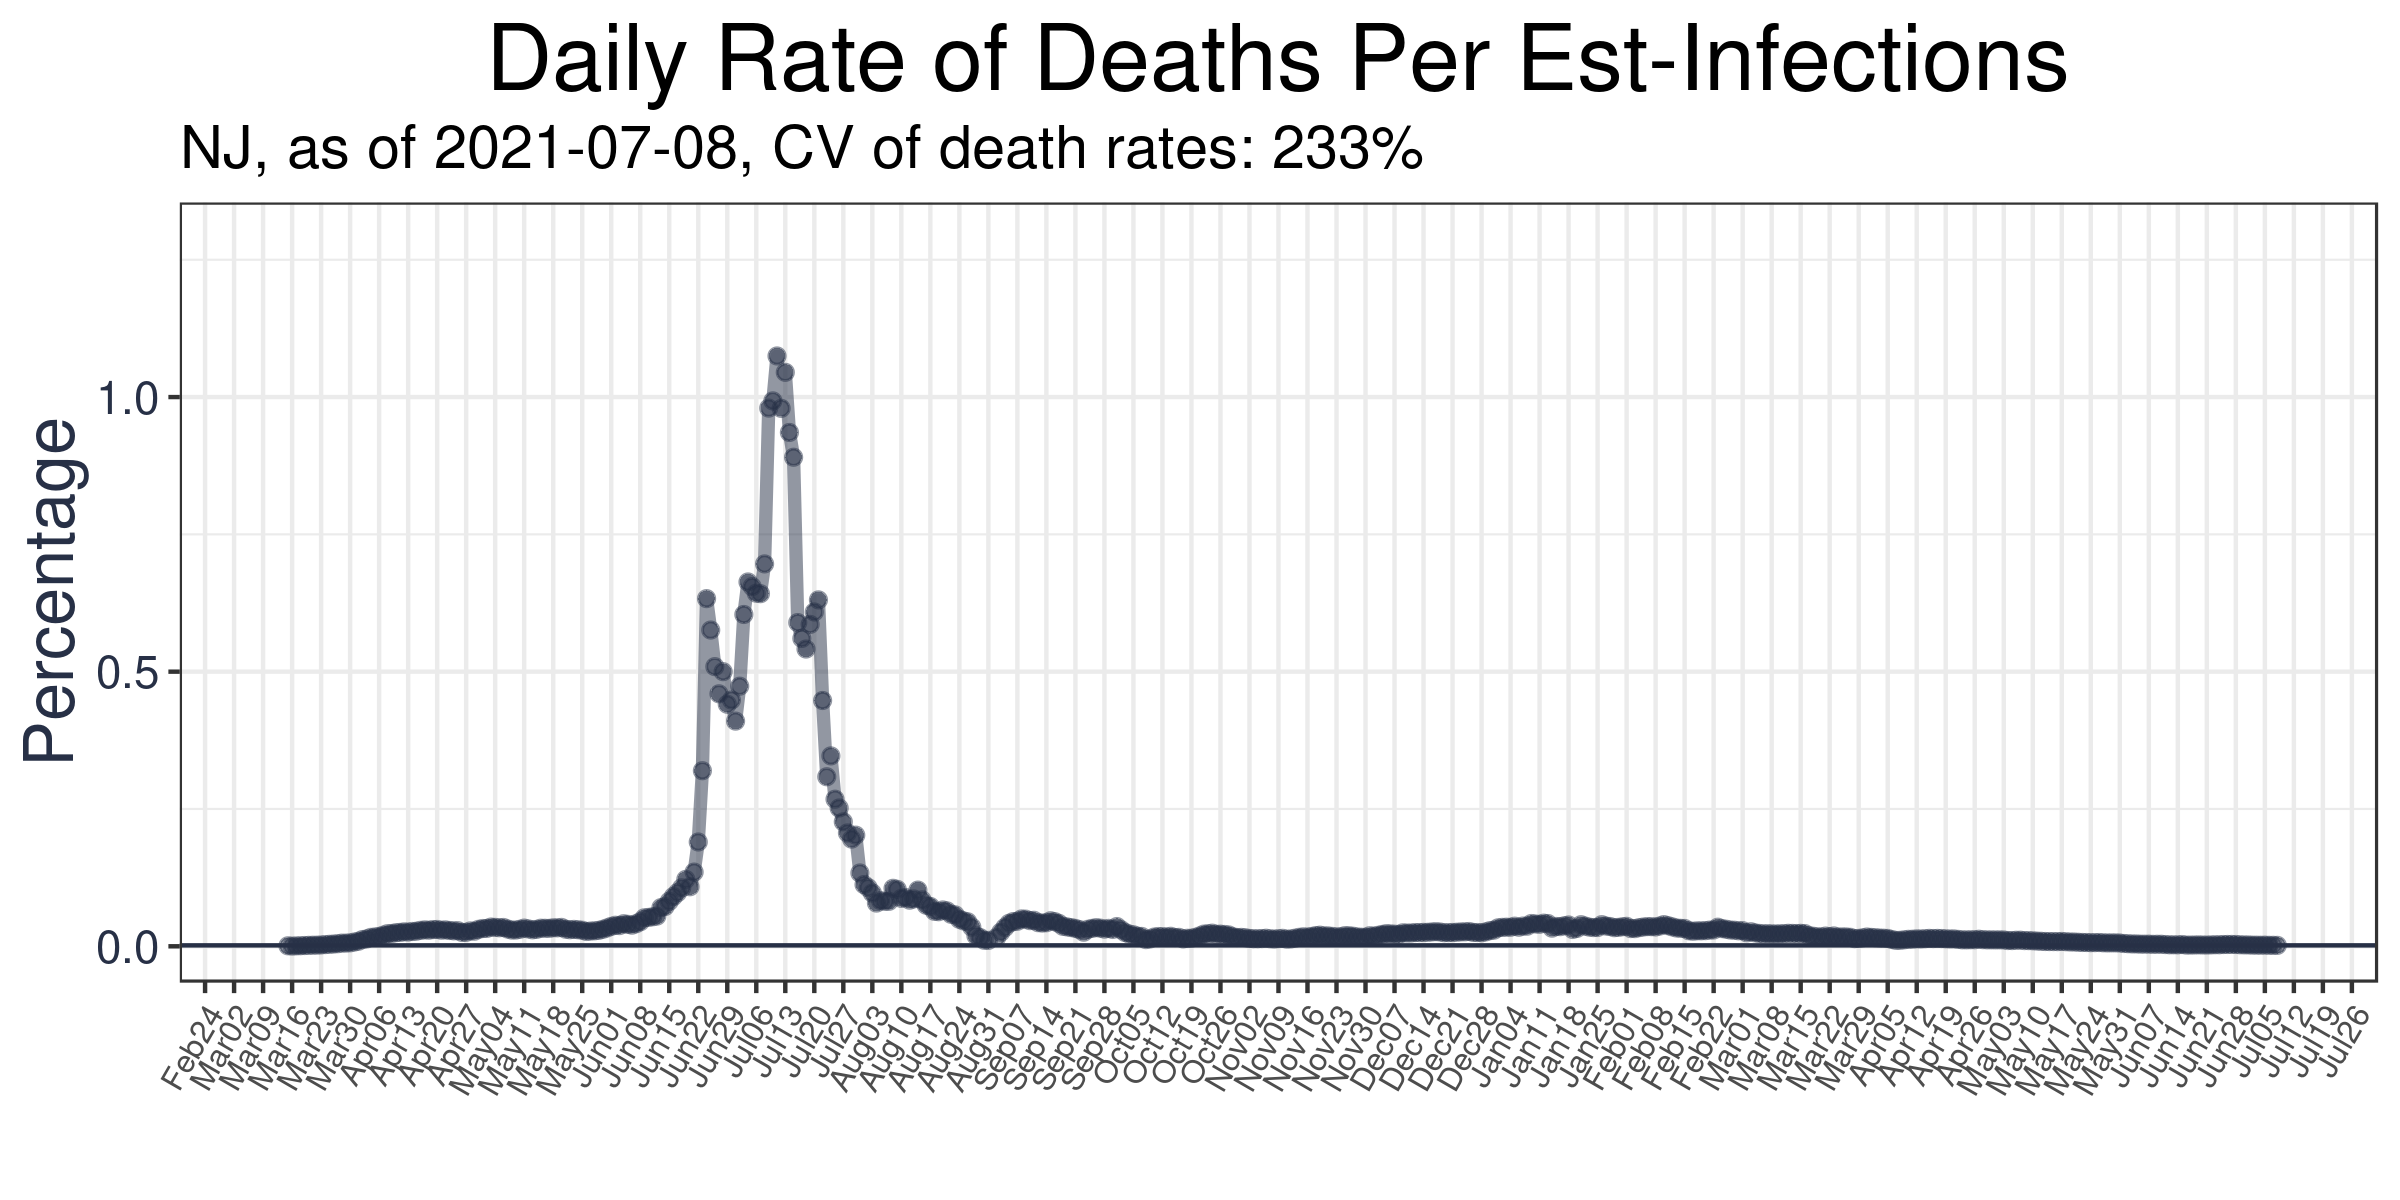 Daily Rate of Deaths Per Est-Infections
NJ, as of 2021-07-08, CV of death rates: 233%
Percentage
1.0
0.5
0.0
Feb24
Mar02
Mar09
Mar16
Mar23
Mar30
Apr06
Apr13
Apr20
Apr27
May04
May11
May18
May25
Jun01
Jun08
Jun15
Jun22
Jun29
Jul06
Jul13
Jul20
Jul27
Aug03
Aug10
Aug17
Aug24
Aug31
Sep07
Sep14
Sep21
Sep28
Oct05
Oct12
Oct19
Oct26
Nov02
Nov09
Nov16
Nov23
Nov30
Dec07
Dec14
Dec21
Dec28
Jan04
Jan11
Jan18
Jan25
Feb01
Feb08
Feb15
Feb22
Mar01
Mar08
Mar15
Mar22
Mar29
Apr05
Apr12
Apr19
Apr26
May03
May10
May17
May24
May31
Jun07
Jun14
Jun21
Jun28
Jul05
Jul12
Jul19
Jul26